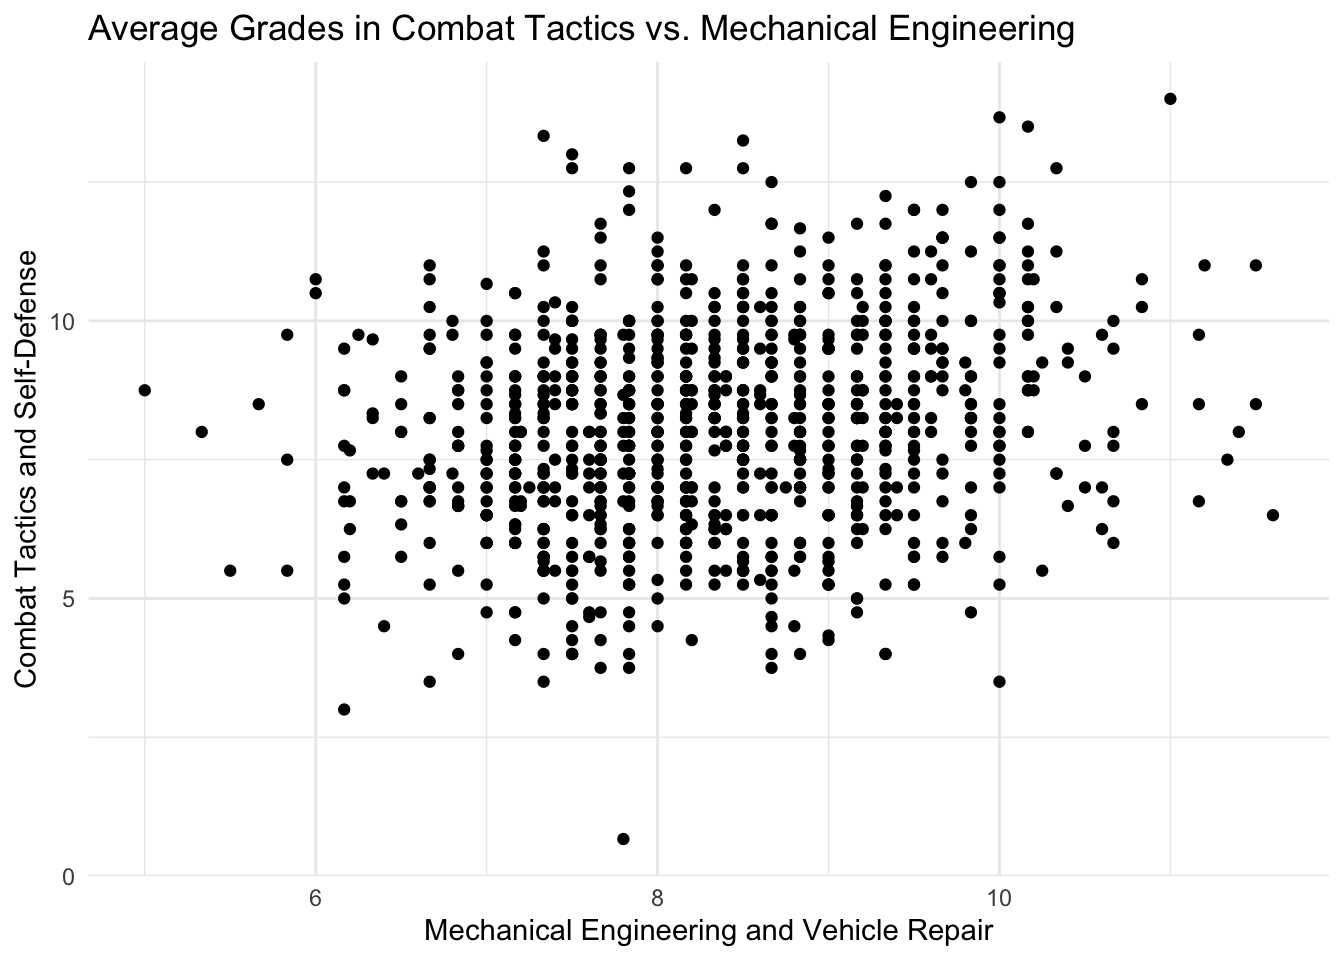 Average Grades in Combat Tactics vs. Mechanical Engineering
Combat Tactics and Self-Defense
10
5
0
6 8 10
Mechanical Engineering and Vehicle Repair